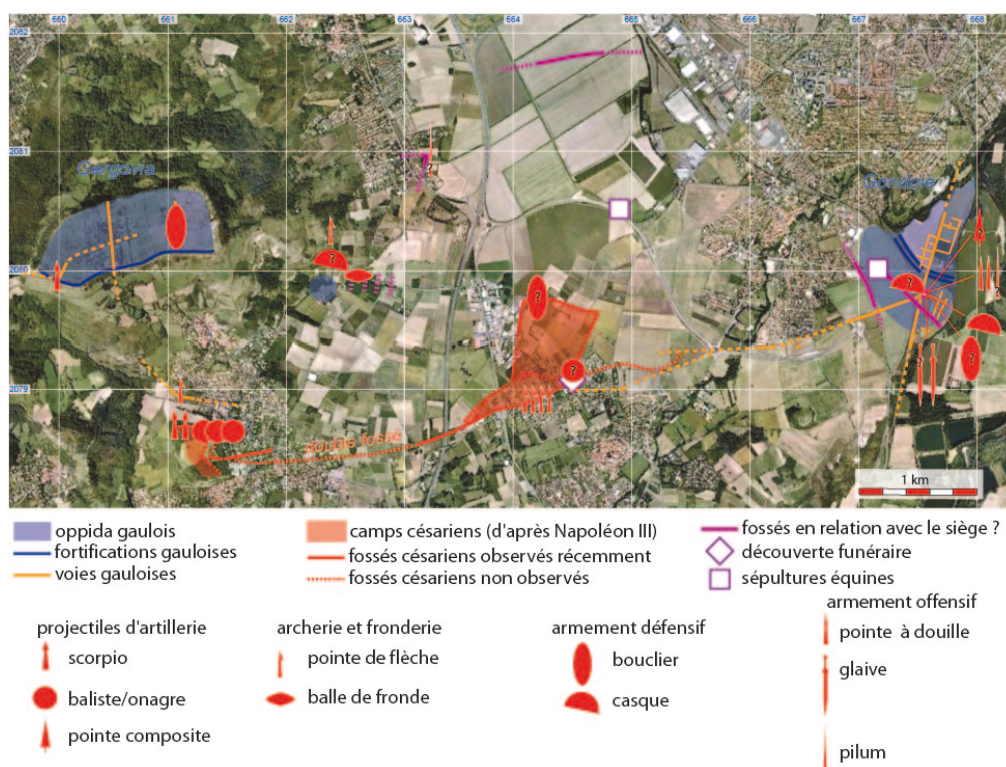 660 661 662 663 664 665 666 667 668
2082
2081
Gergovia
Gondole
2080
2079
double fossé
1 km
oppida gaulois
fortifications gauloises
voies gauloises
camps césariens (d'après Napoléon III)
fossés césariens observés récemment
fossés césariens non observés
fossés en relation avec le siège ?
découverte funéraire
sépultures équines
projectiles d'artillerie
scorpio
baliste/onagre
pointe composite
archerie et fronderie
pointe de flèche
balle de fronde
armement défensif
bouclier
casque
armement offensif
pointe à douille
glaive
pilum